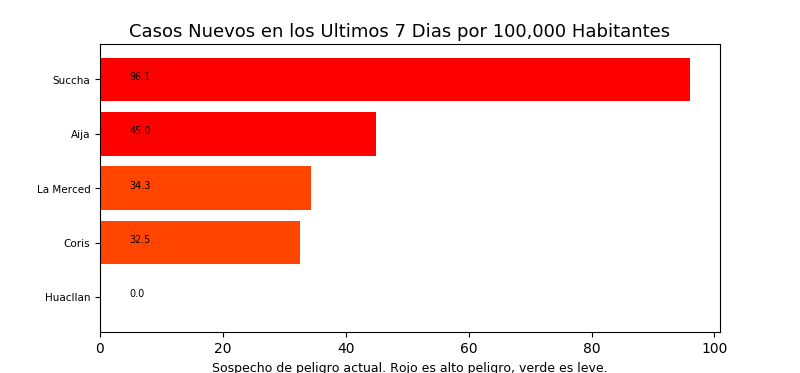 Casos Nuevos en los Ultimos 7 Dias por 100,000 Habitantes
Succha 96.1
Aija 45.0
La Merced 34.3
Coris 32.5
Huacllan 0.0
0 20 40 60 80 100
Sospecho de peligro actual. Rojo es alto peligro, verde es leve.